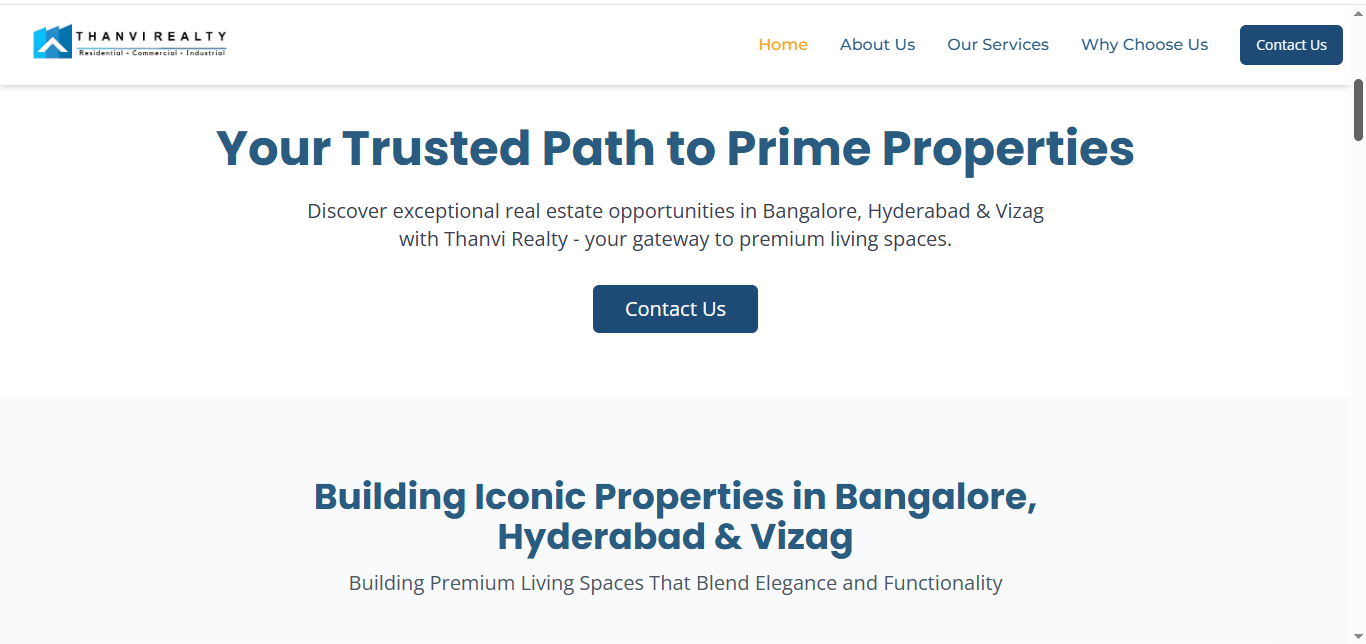 THANVI REALTY
Residential • Commercial • Industrial
Home About Us Our Services Why Choose Us Contact Us
Your Trusted Path to Prime Properties
Discover exceptional real estate opportunities in Bangalore, Hyderabad & Vizag
with Thanvi Realty - your gateway to premium living spaces.
Contact Us
Building Iconic Properties in Bangalore,
Hyderabad & Vizag
Building Premium Living Spaces That Blend Elegance and Functionality